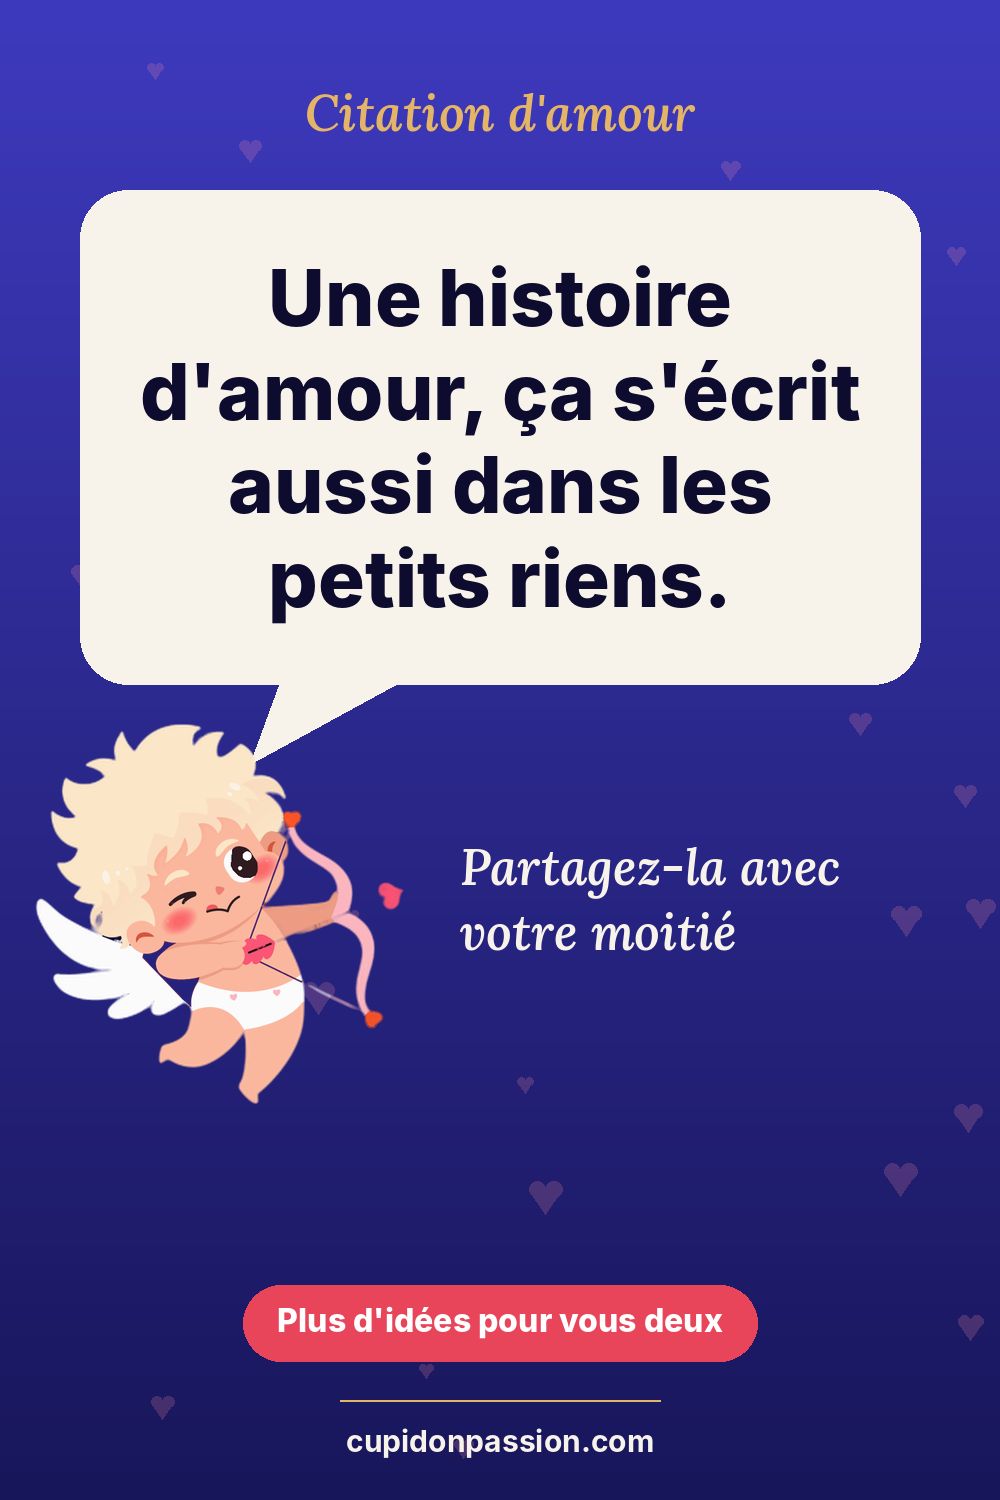 Citation d'amour
Une histoire
d'amour, ça s'écrit
aussi dans les
petits riens.
Partagez-la avec
votre moitié
Plus d'idées pour vous deux
cupidonpassion.com